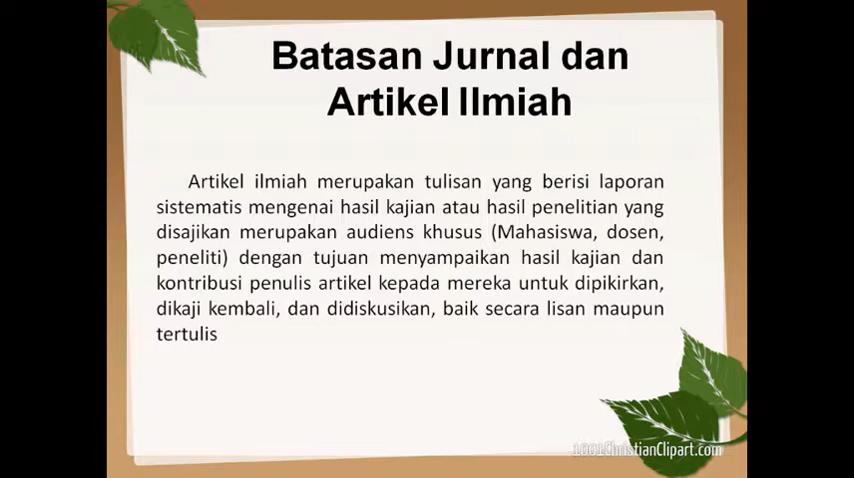 Batasan Jurnal dan
Artikel Ilmiah
Artikel ilmiah merupakan tulisan yang berisi laporan
sistematis mengenai hasil kajian atau hasil penelitian yang
disajikan merupakan audiens khusus (Mahasiswa, dosen,
peneliti) dengan tujuan menyampaikan hasil kajian dan
kontribusi penulis artikel kepada mereka untuk dipikirkan,
dikaji kembali, dan didiskusikan, baik secara lisan maupun
tertulis
1001ChristianClipart.com